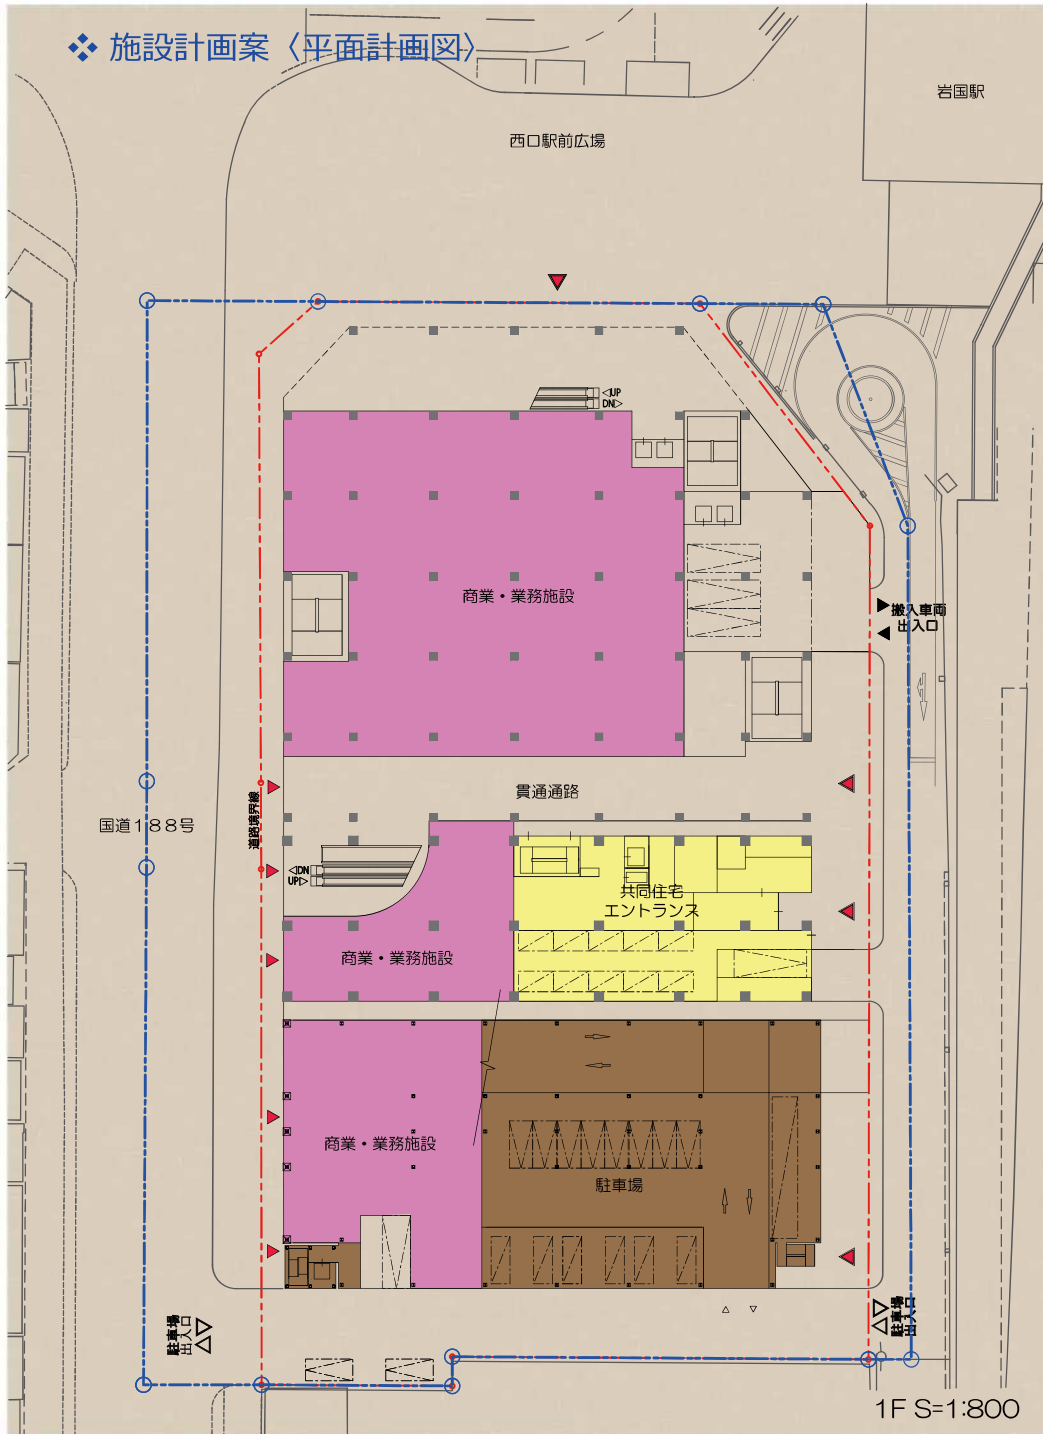 ❖ 施設計画案〈平面計画図〉
岩国駅
西口駅前広場
◁UP
DN▷
商業・業務施設
搬入車両
出入口
貫通通路
道路境界線
国道188号
◁DN
UP▷
共同住宅
エントランス
商業・業務施設
商業・業務施設
駐車場
駐車場
出入口
駐車場
出入口
1F S=1:800